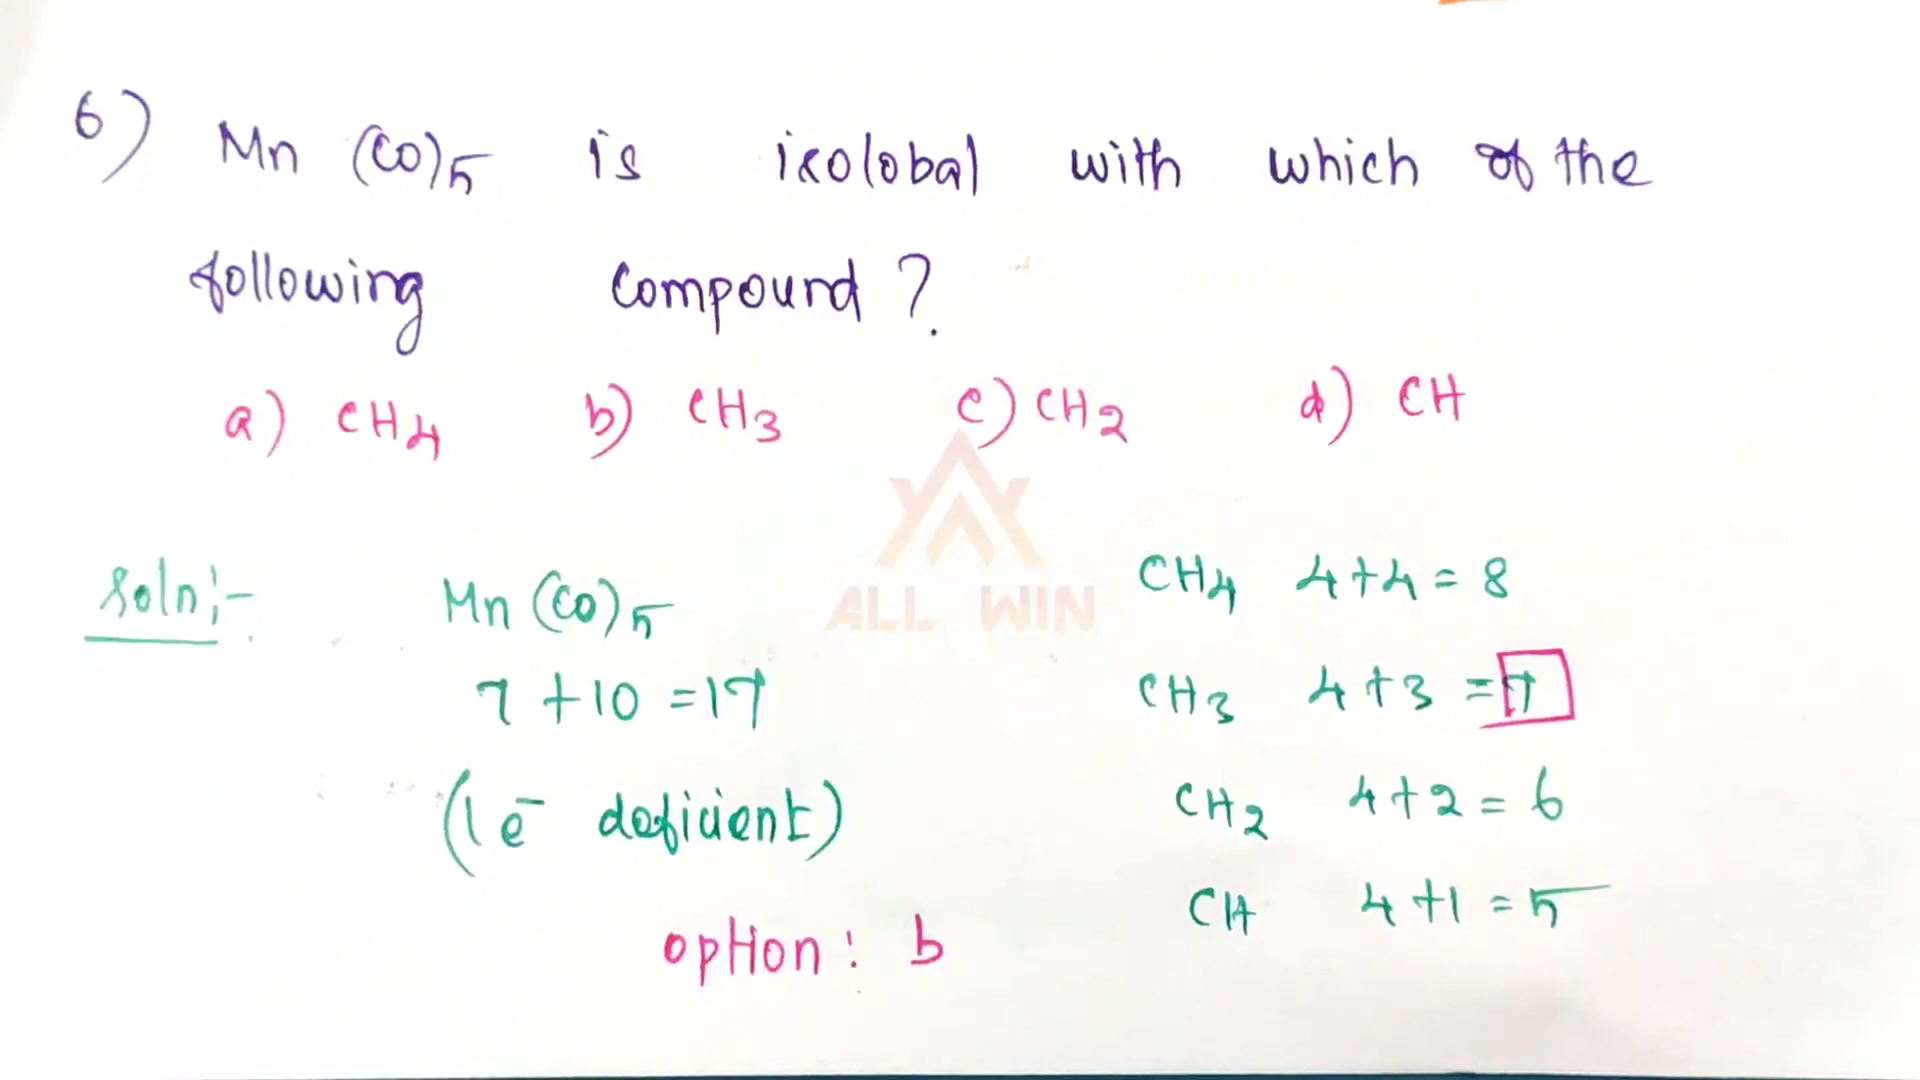 6) Mn (CO)5 is isolobal with which of the
following compound ?
a) CH4 b) CH3 c) CH2 d) CH
ALL WIN
Soln:-
Mn (CO)5
7 + 10 = 17
(1 e- deficient)
option : b
CH4 4+4 = 8
CH3 4+3 = 7
CH2 4+2 = 6
CH 4+1 = 5